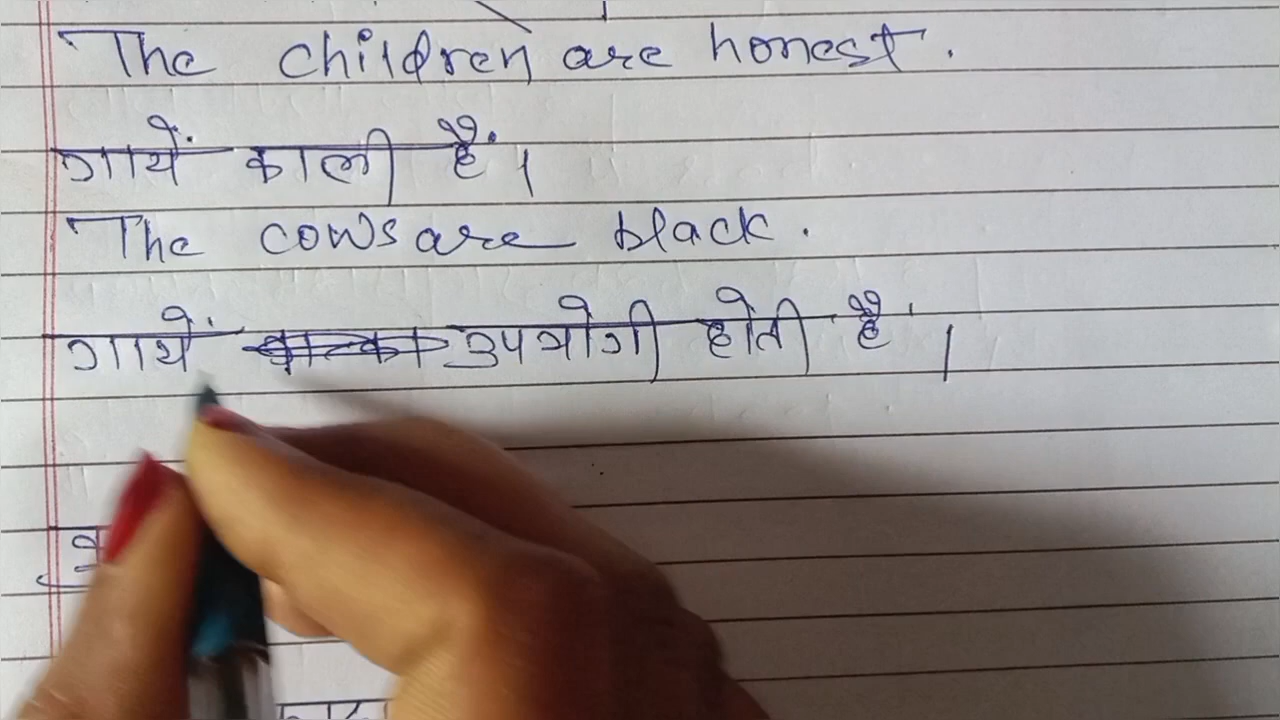 The children are honest.
गायें काली हैं।
The cows are black.
गायें उपयोगी होती हैं।